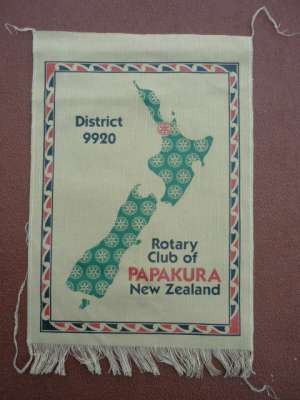 District
9920
Rotary
Club of
PAPAKURA
New Zealand